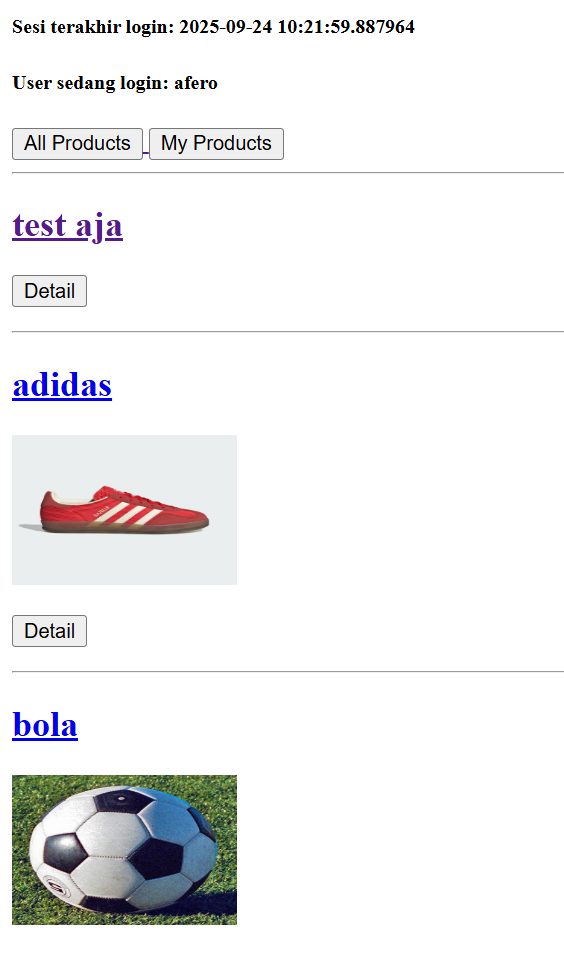 Sesi terakhir login: 2025-09-24 10:21:59.887964
User sedang login: afero
All Products My Products
test aja
Detail
adidas
Detail
bola